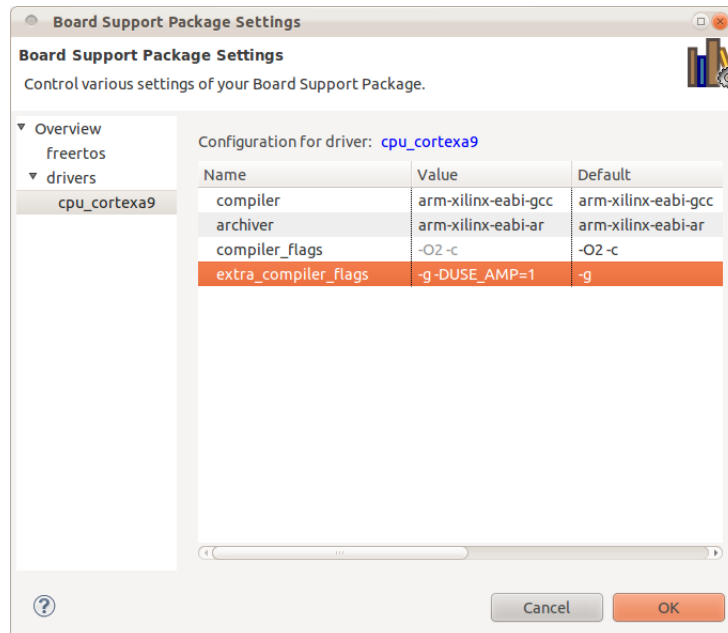 Board Support Package Settings
Board Support Package Settings
Control various settings of your Board Support Package.
Overview
freertos
drivers
cpu_cortexa9
Configuration for driver: cpu_cortexa9
Name Value Default
compiler arm-xilinx-eabi-gcc arm-xilinx-eabi-gcc
archiver arm-xilinx-eabi-ar arm-xilinx-eabi-ar
compiler_flags -O2 -c -O2 -c
extra_compiler_flags -g -DUSE_AMP=1 -g
?
Cancel OK